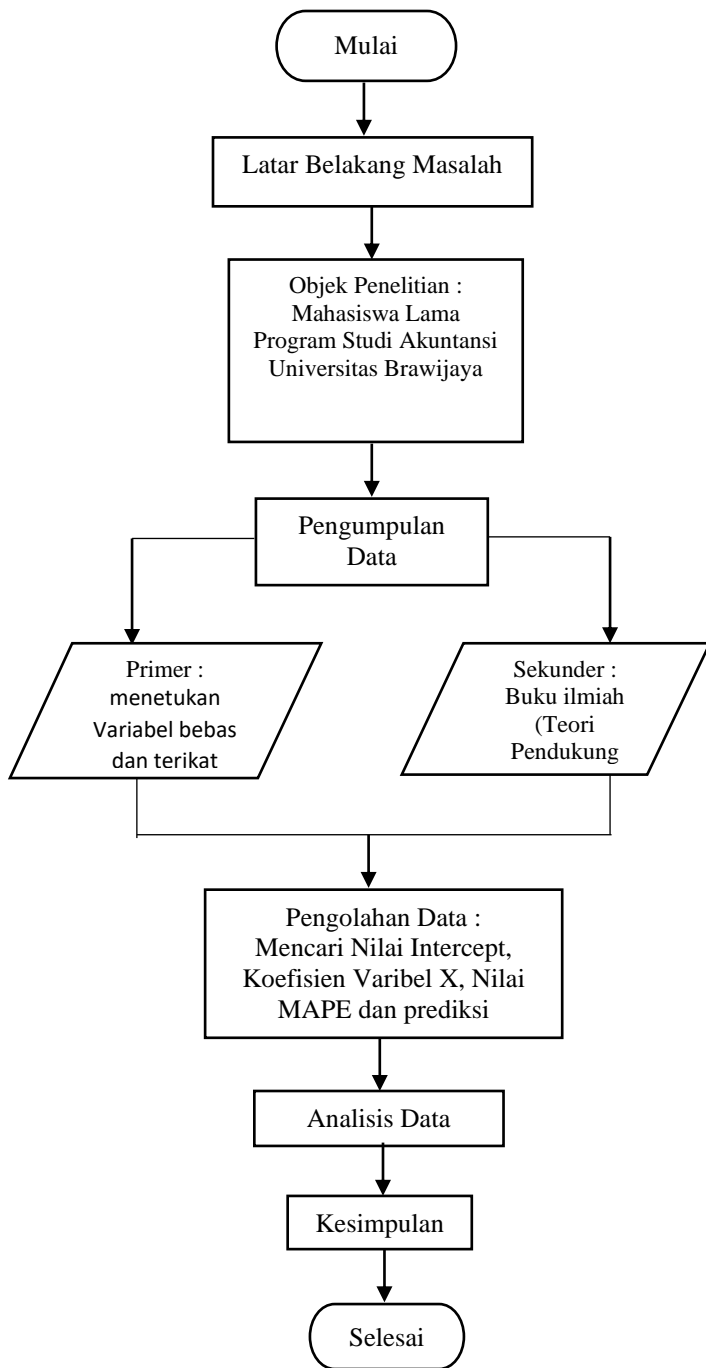 Mulai
Latar Belakang Masalah
Objek Penelitian :
Mahasiswa Lama
Program Studi Akuntansi
Universitas Brawijaya
Pengumpulan
Data
Primer :
menetukan
Variabel bebas
dan terikat
Sekunder :
Buku ilmiah
(Teori
Pendukung
Pengolahan Data :
Mencari Nilai Intercept,
Koefisien Varibel X, Nilai
MAPE dan prediksi
Analisis Data
Kesimpulan
Selesai